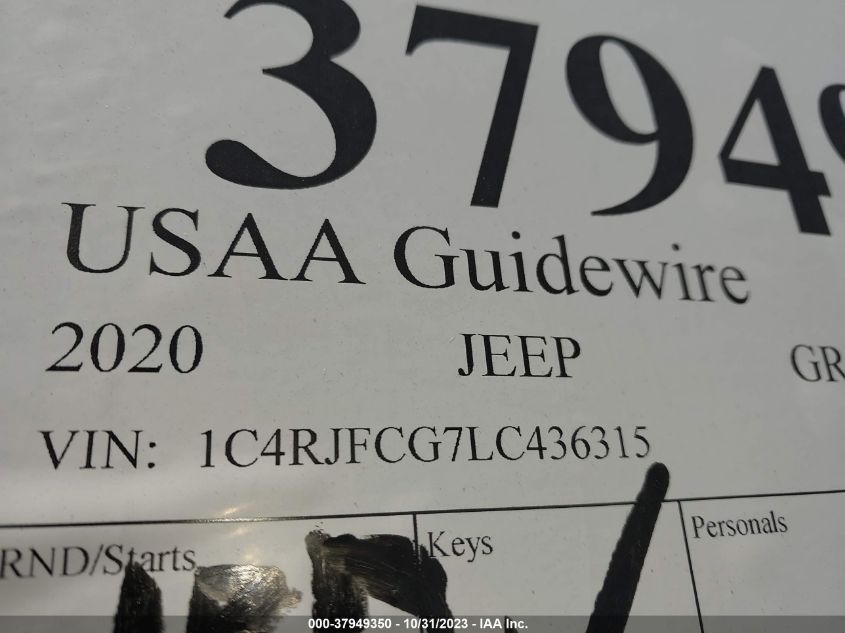 3794
USAA Guidewire
2020 JEEP GR
VIN: 1C4RJFCG7LC436315
RND/Starts Keys Personals
000-37949350 - 10/31/2023 - IAA Inc.